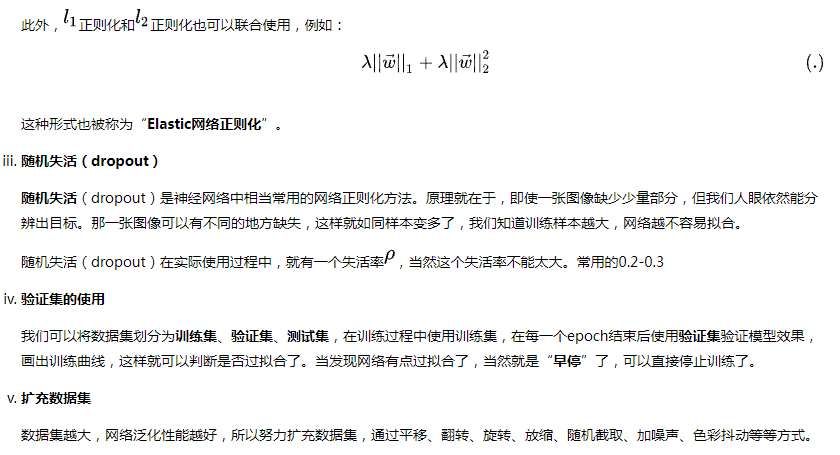 此外，l₁正则化和l₂正则化也可以联合使用，例如：
λ||w⃗||₁ + λ||w⃗||₂² (.)
这种形式也被称为“Elastic网络正则化”。
iii. 随机失活（dropout）
随机失活（dropout）是神经网络中相当常用的网络正则化方法。原理就在于，即使一张图像缺少少量部分，但我们人眼依然能分
辨出目标。那一张图像可以有不同的地方缺失，这样就如同样本变多了，我们知道训练样本越大，网络越不容易拟合。
随机失活（dropout）在实际使用过程中，就有一个失活率ρ，当然这个失活率不能太大。常用的0.2-0.3
iv. 验证集的使用
我们可以将数据集划分为训练集、验证集、测试集，在训练过程中使用训练集，在每一个epoch结束后使用验证集验证模型效果，
画出训练曲线，这样就可以判断是否过拟合了。当发现网络有点过拟合了，当然就是“早停”了，可以直接停止训练了。
v. 扩充数据集
数据集越大，网络泛化性能越好，所以努力扩充数据集，通过平移、翻转、旋转、放缩、随机截取、加噪声、色彩抖动等等方式。